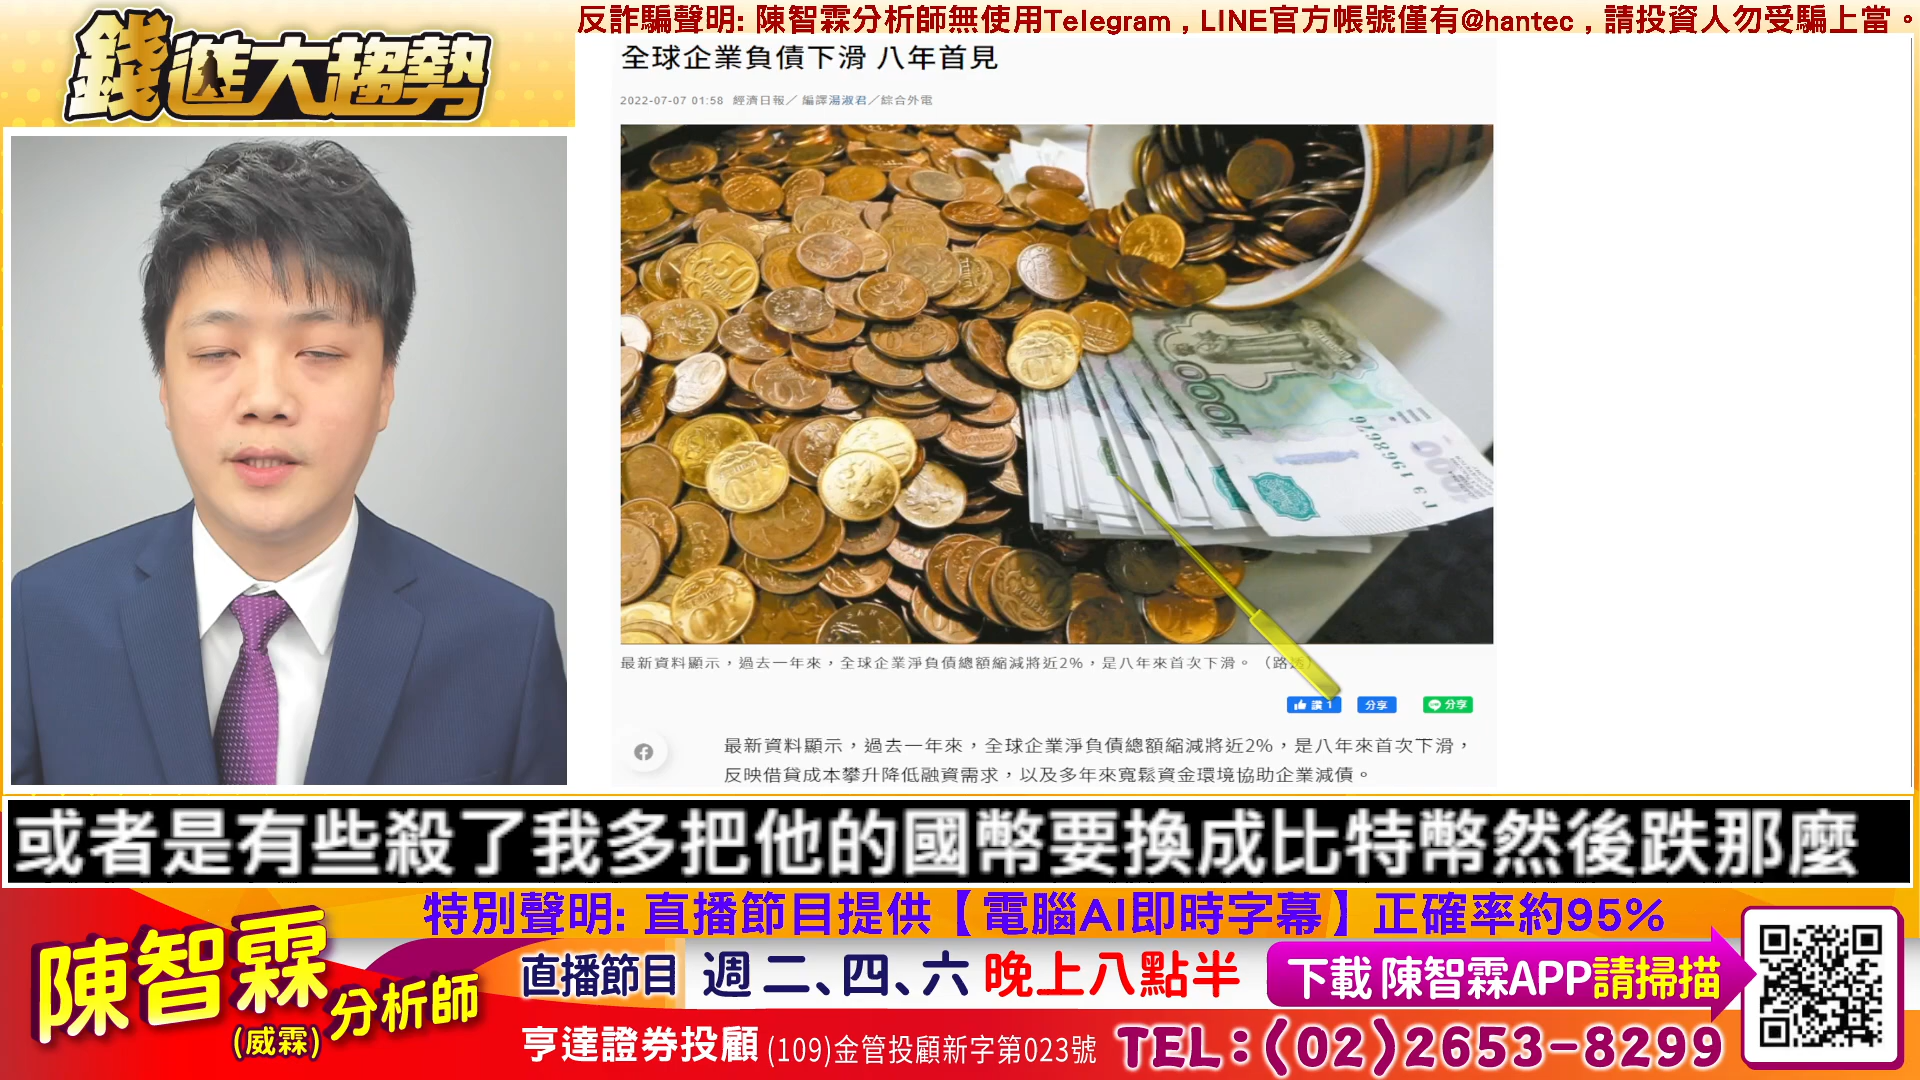 反詐騙聲明: 陳智霖分析師無使用Telegram , LINE官方帳號僅有@hantec , 請投資人勿受騙上當。
錢進大趨勢
全球企業負債下滑 八年首見
2022-07-07 01:58 經濟日報／ 編譯湯淑君／綜合外電
最新資料顯示，過去一年來，全球企業淨負債總額縮減將近2%，是八年來首次下滑。（路透）
讚 1 分享 分享
最新資料顯示，過去一年來，全球企業淨負債總額縮減將近2%，是八年來首次下滑，
反映借貸成本攀升降低融資需求，以及多年來寬鬆資金環境協助企業減債。
或者是有些殺了我多把他的國幣要換成比特幣然後跌那麼
特別聲明: 直播節目提供【電腦AI即時字幕】正確率約95%
陳智霖分析師
(威霖)
直播節目 週二、四、六 晚上八點半
下載 陳智霖APP請掃描
亨達證券投顧 (109)金管投顧新字第023號 TEL:(02)2653-8299